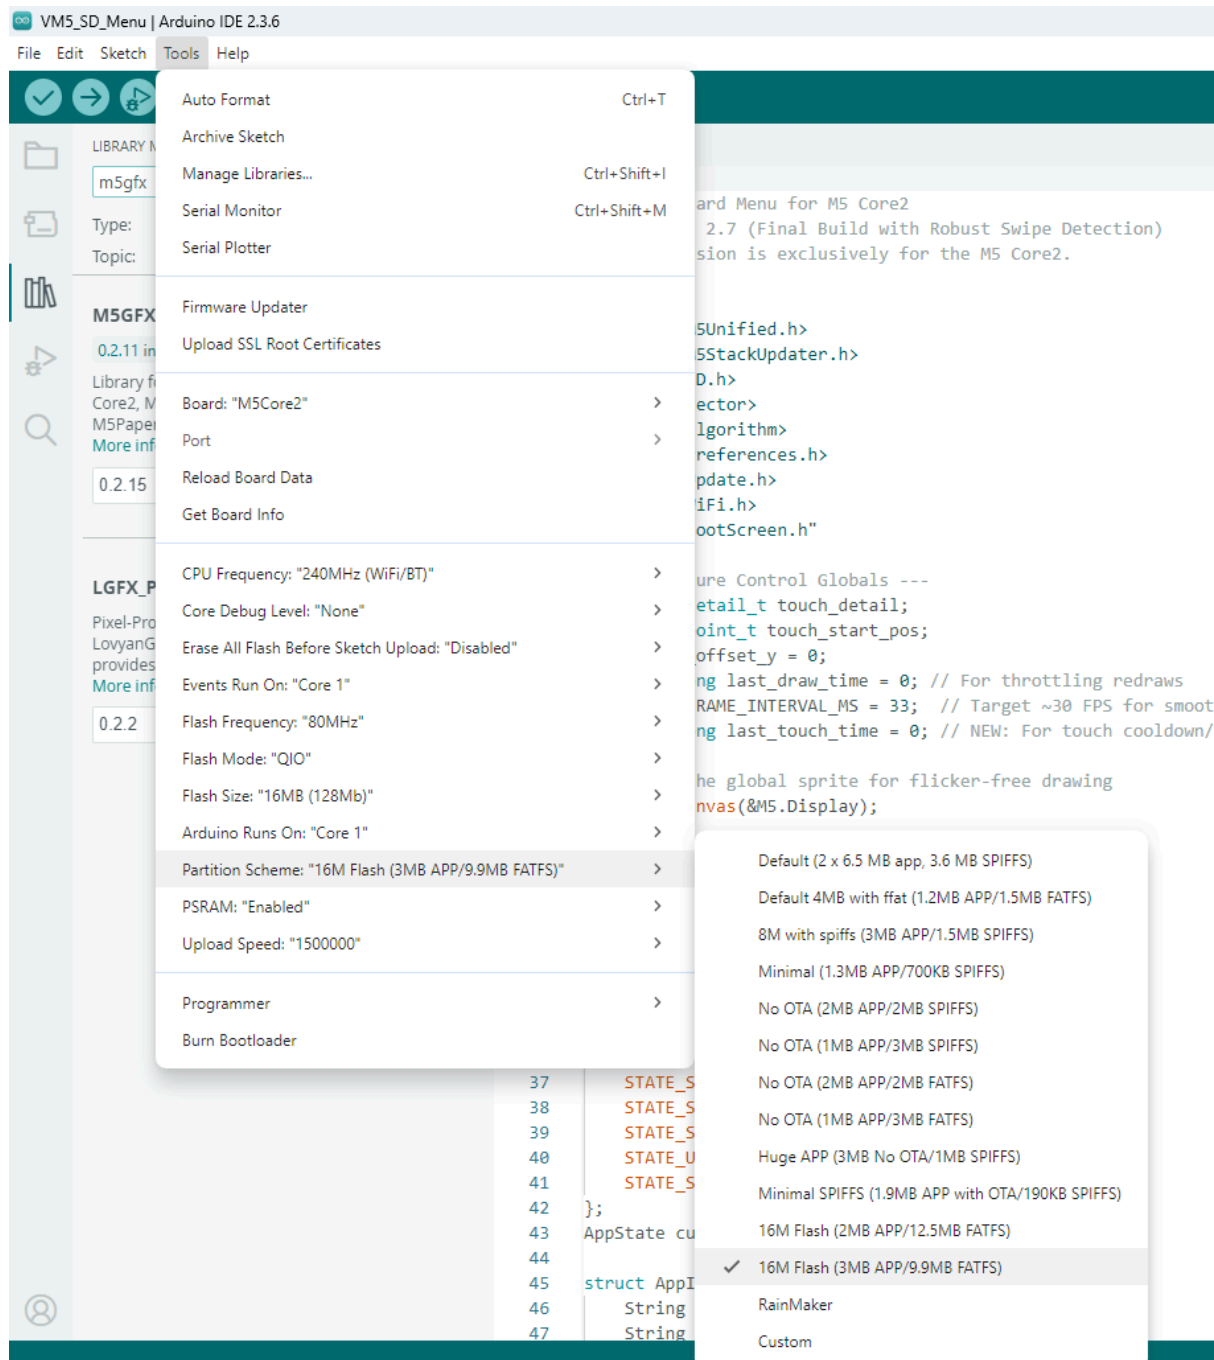 VM5_SD_Menu | Arduino IDE 2.3.6
File Edit Sketch Tools Help
Auto Format Ctrl+T
Archive Sketch
Manage Libraries... Ctrl+Shift+I
Serial Monitor Ctrl+Shift+M
Serial Plotter
Firmware Updater
Upload SSL Root Certificates
Board: "M5Core2"
Port
Reload Board Data
Get Board Info
CPU Frequency: "240MHz (WiFi/BT)"
Core Debug Level: "None"
Erase All Flash Before Sketch Upload: "Disabled"
Events Run On: "Core 1"
Flash Frequency: "80MHz"
Flash Mode: "QIO"
Flash Size: "16MB (128Mb)"
Arduino Runs On: "Core 1"
Partition Scheme: "16M Flash (3MB APP/9.9MB FATFS)"
PSRAM: "Enabled"
Upload Speed: "1500000"
Programmer
Burn Bootloader
LIBRARY M
m5gfx
Type:
Topic:
M5GFX
0.2.11 in
Library fo
Core2, M
M5Paper
More inf
0.2.15
LGFX_P
Pixel-Pro
LovyanG
provides
More inf
0.2.2
ard Menu for M5 Core2
2.7 (Final Build with Robust Swipe Detection)
sion is exclusively for the M5 Core2.
5Unified.h>
5StackUpdater.h>
D.h>
ector>
lgorithm>
references.h>
pdate.h>
iFi.h>
ootScreen.h"
ure Control Globals ---
etail_t touch_detail;
oint_t touch_start_pos;
_offset_y = 0;
ng last_draw_time = 0; // For throttling redraws
RAME_INTERVAL_MS = 33; // Target ~30 FPS for smoot
ng last_touch_time = 0; // NEW: For touch cooldown/
he global sprite for flicker-free drawing
nvas(&M5.Display);
Default (2 x 6.5 MB app, 3.6 MB SPIFFS)
Default 4MB with ffat (1.2MB APP/1.5MB FATFS)
8M with spiffs (3MB APP/1.5MB SPIFFS)
Minimal (1.3MB APP/700KB SPIFFS)
No OTA (2MB APP/2MB SPIFFS)
No OTA (1MB APP/3MB SPIFFS)
No OTA (2MB APP/2MB FATFS)
No OTA (1MB APP/3MB FATFS)
Huge APP (3MB No OTA/1MB SPIFFS)
Minimal SPIFFS (1.9MB APP with OTA/190KB SPIFFS)
16M Flash (2MB APP/12.5MB FATFS)
16M Flash (3MB APP/9.9MB FATFS)
RainMaker
Custom
37 STATE_S
38 STATE_S
39 STATE_S
40 STATE_U
41 STATE_S
42 };
43 AppState cu
44
45 struct AppI
46 String
47 String